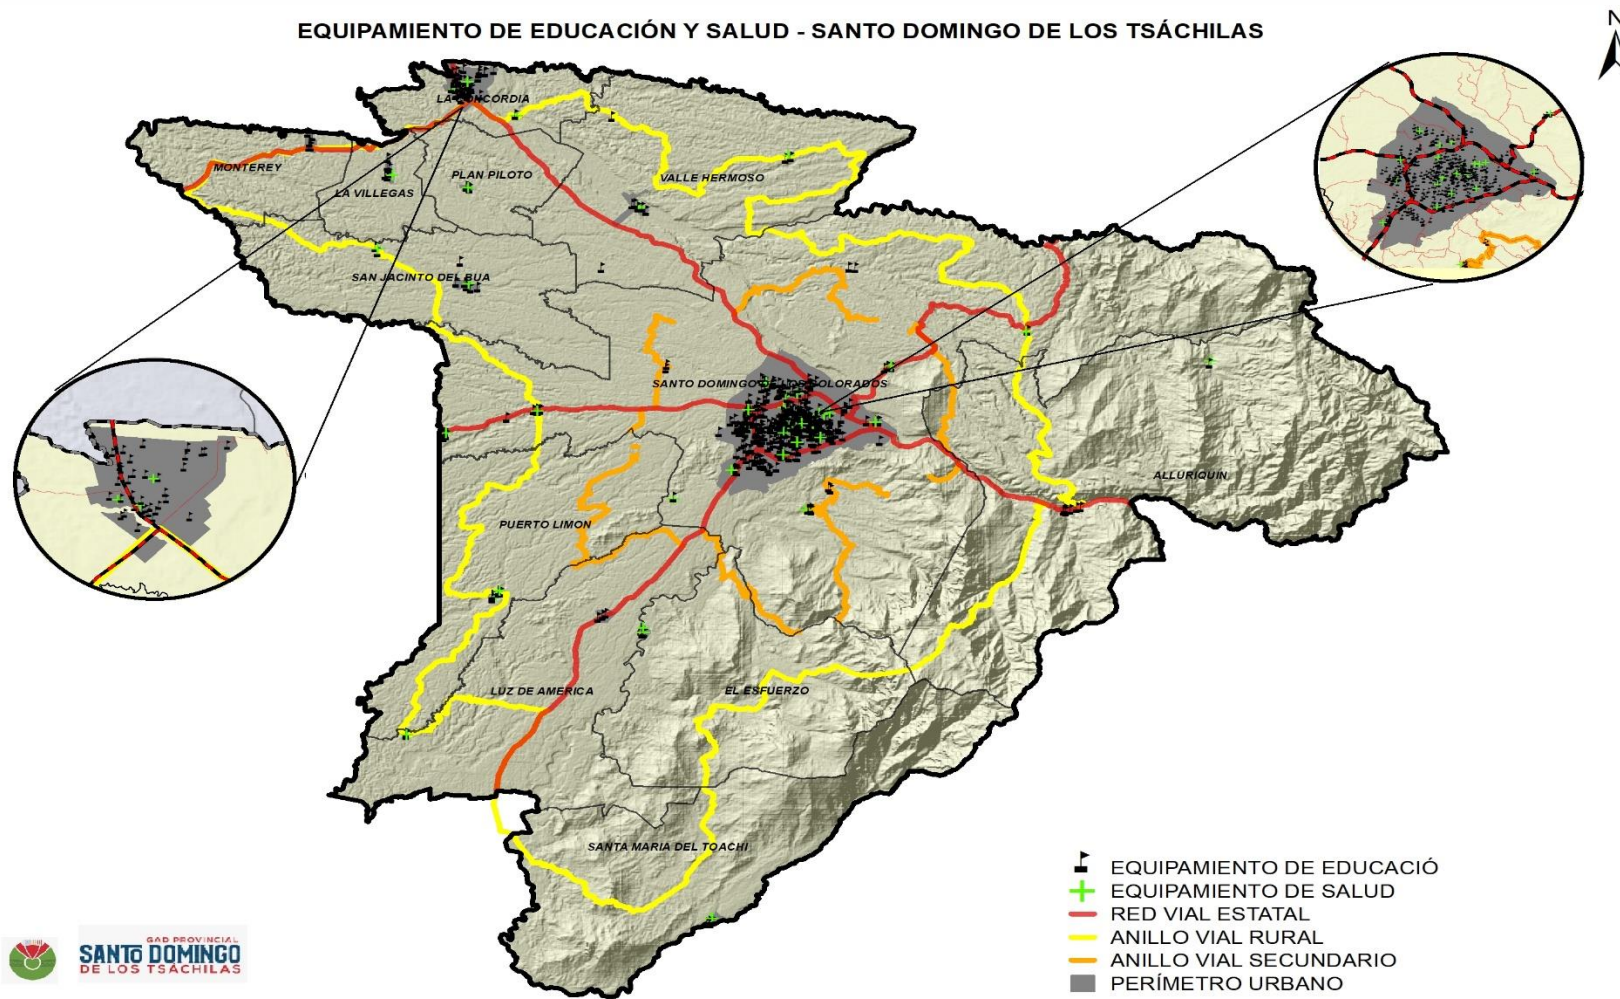 EQUIPAMIENTO DE EDUCACIÓN Y SALUD - SANTO DOMINGO DE LOS TSÁCHILAS
N
LA CONCORDIA
MONTEREY
LA VILLEGAS
PLAN PILOTO
VALLE HERMOSO
SAN JACINTO DEL BUA
SANTO DOMINGO DE LOS COLORADOS
ALLURIQUIN
PUERTO LIMON
LUZ DE AMERICA
EL ESFUERZO
SANTA MARIA DEL TOACHI
EQUIPAMIENTO DE EDUCACIÓ
EQUIPAMIENTO DE SALUD
RED VIAL ESTATAL
ANILLO VIAL RURAL
ANILLO VIAL SECUNDARIO
PERÍMETRO URBANO
GAD PROVINCIAL
SANTO DOMINGO
DE LOS TSÁCHILAS